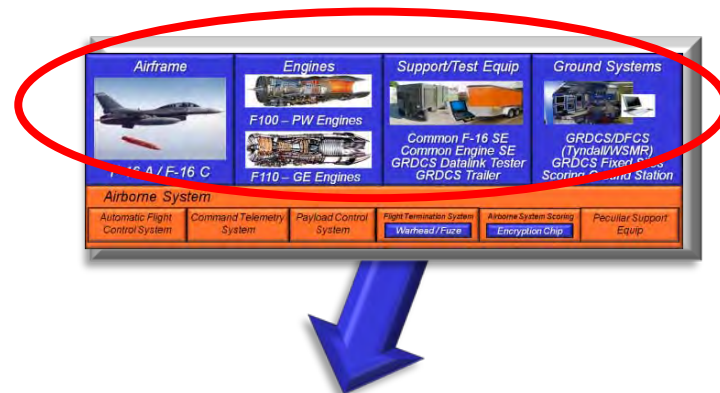 Airframe
Engines
Support/Test Equip
Ground Systems
F100 – PW Engines
F110 – GE Engines
Common F-16 SE
Common Engine SE
GRDCS Datalink Tester
GRDCS Trailer
GRDCS/DFCS
(Tyndall/WSMR)
GRDCS Fixed
Scoring Ground Station
A / F-16 C
Airborne System
Automatic Flight
Control System
Command Telemetry
System
Payload Control
System
Flight Termination System
Warhead / Fuze
Airborne System Scoring
Encryption Chip
Peculiar Support
Equip